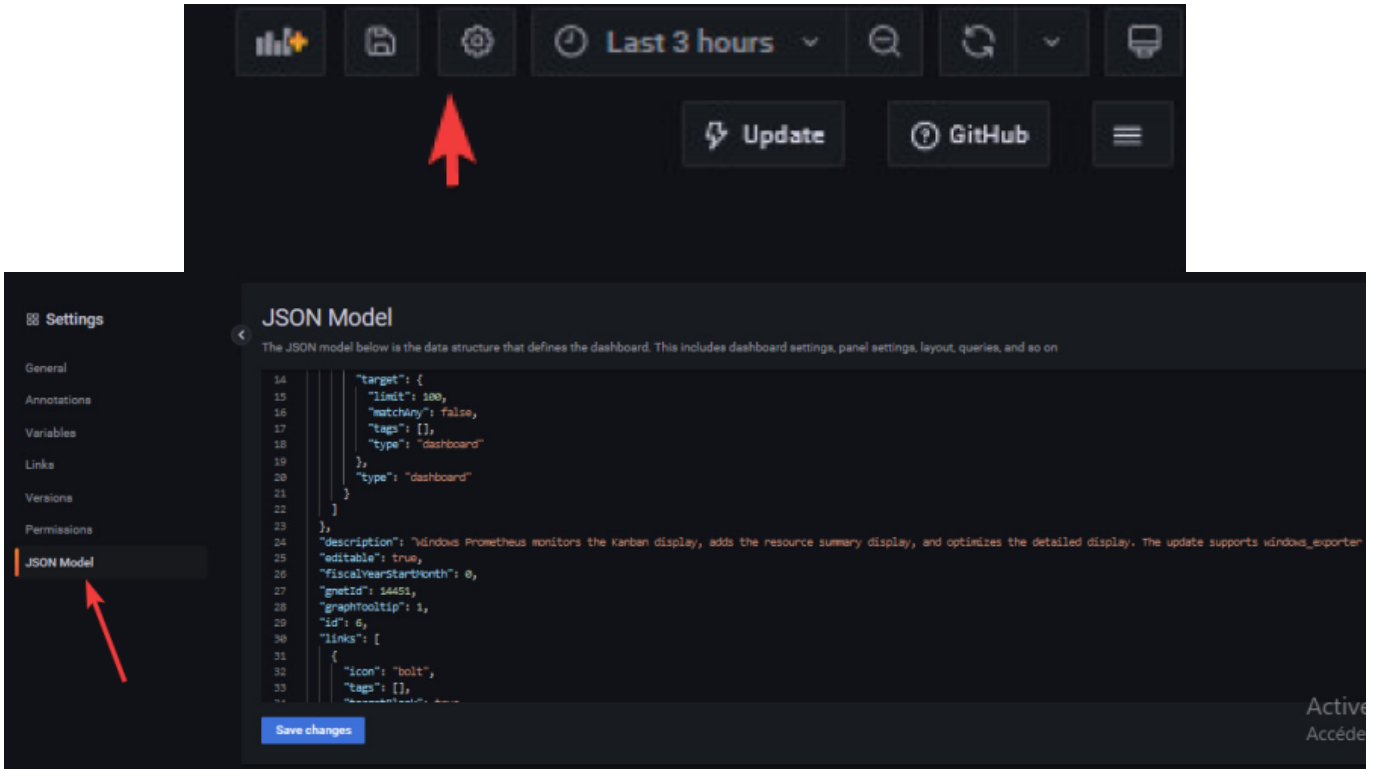 Last 3 hours
Update
GitHub
Settings
General
Annotations
Variables
Links
Versions
Permissions
JSON Model
JSON Model
The JSON model below is the data structure that defines the dashboard. This includes dashboard settings, panel settings, layout, queries, and so on
14 "target": {
15 "limit": 100,
16 "matchAny": false,
17 "tags": [],
18 "type": "dashboard"
19 },
20 "type": "dashboard"
21 }
22 ]
23 },
24 "description": "Windows Prometheus monitors the Kanban display, adds the resource summary display, and optimizes the detailed display. The update supports windows_exporter
25 "editable": true,
26 "fiscalYearStartMonth": 0,
27 "gnetId": 14451,
28 "graphTooltip": 1,
29 "id": 6,
30 "links": [
31 {
32 "icon": "bolt",
33 "tags": [],
Save changes
Active
Accéde